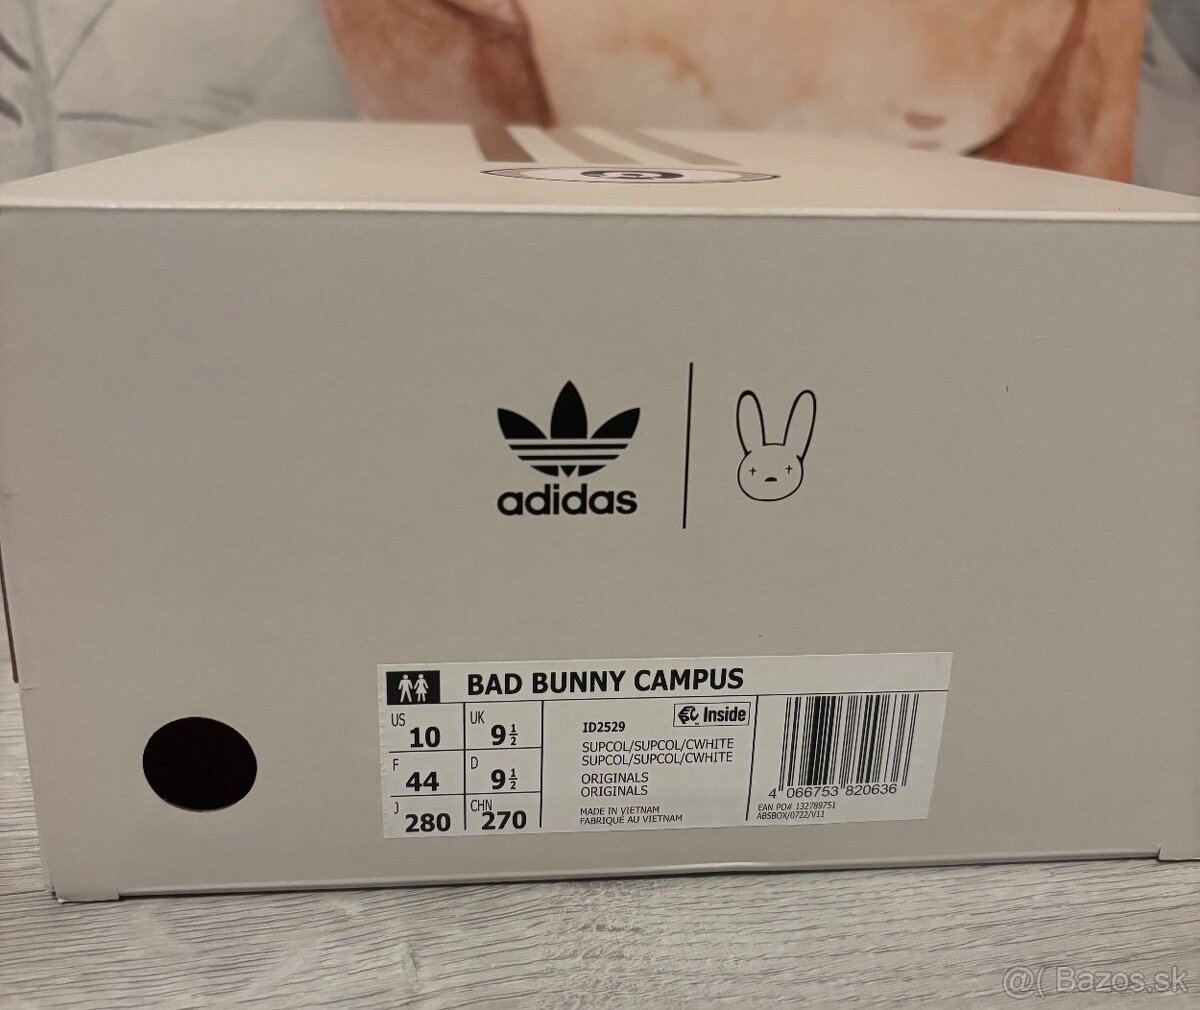 adidas
BAD BUNNY CAMPUS
US 10 UK 9 1/2
F 44 D 9 1/2
J 280 CHN 270
Inside
ID2529
SUPCOL/SUPCOL/CWHITE
SUPCOL/SUPCOL/CWHITE
ORIGINALS
ORIGINALS
MADE IN VIETNAM
FABRIQUÉ AU VIETNAM
4 066753 820636
EAN PO# 132789751
ABSBOX/0722/V11
@( Bazos.sk